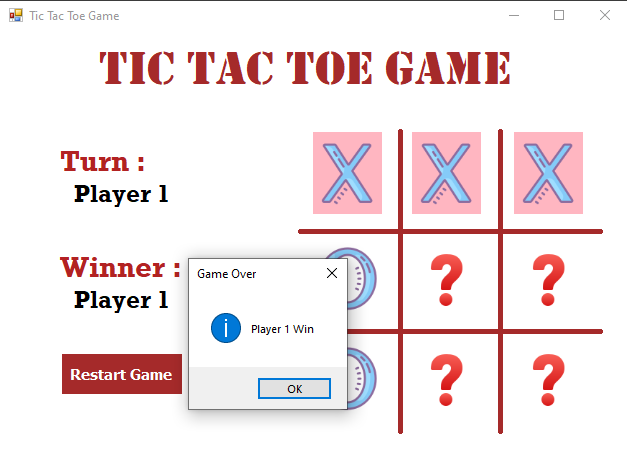 Tic Tac Toe Game
TIC TAC TOE GAME
Turn :
Player 1
X X X
Winner :
Player 1
? ?
Game Over
Player 1 Win
OK
Restart Game
? ?